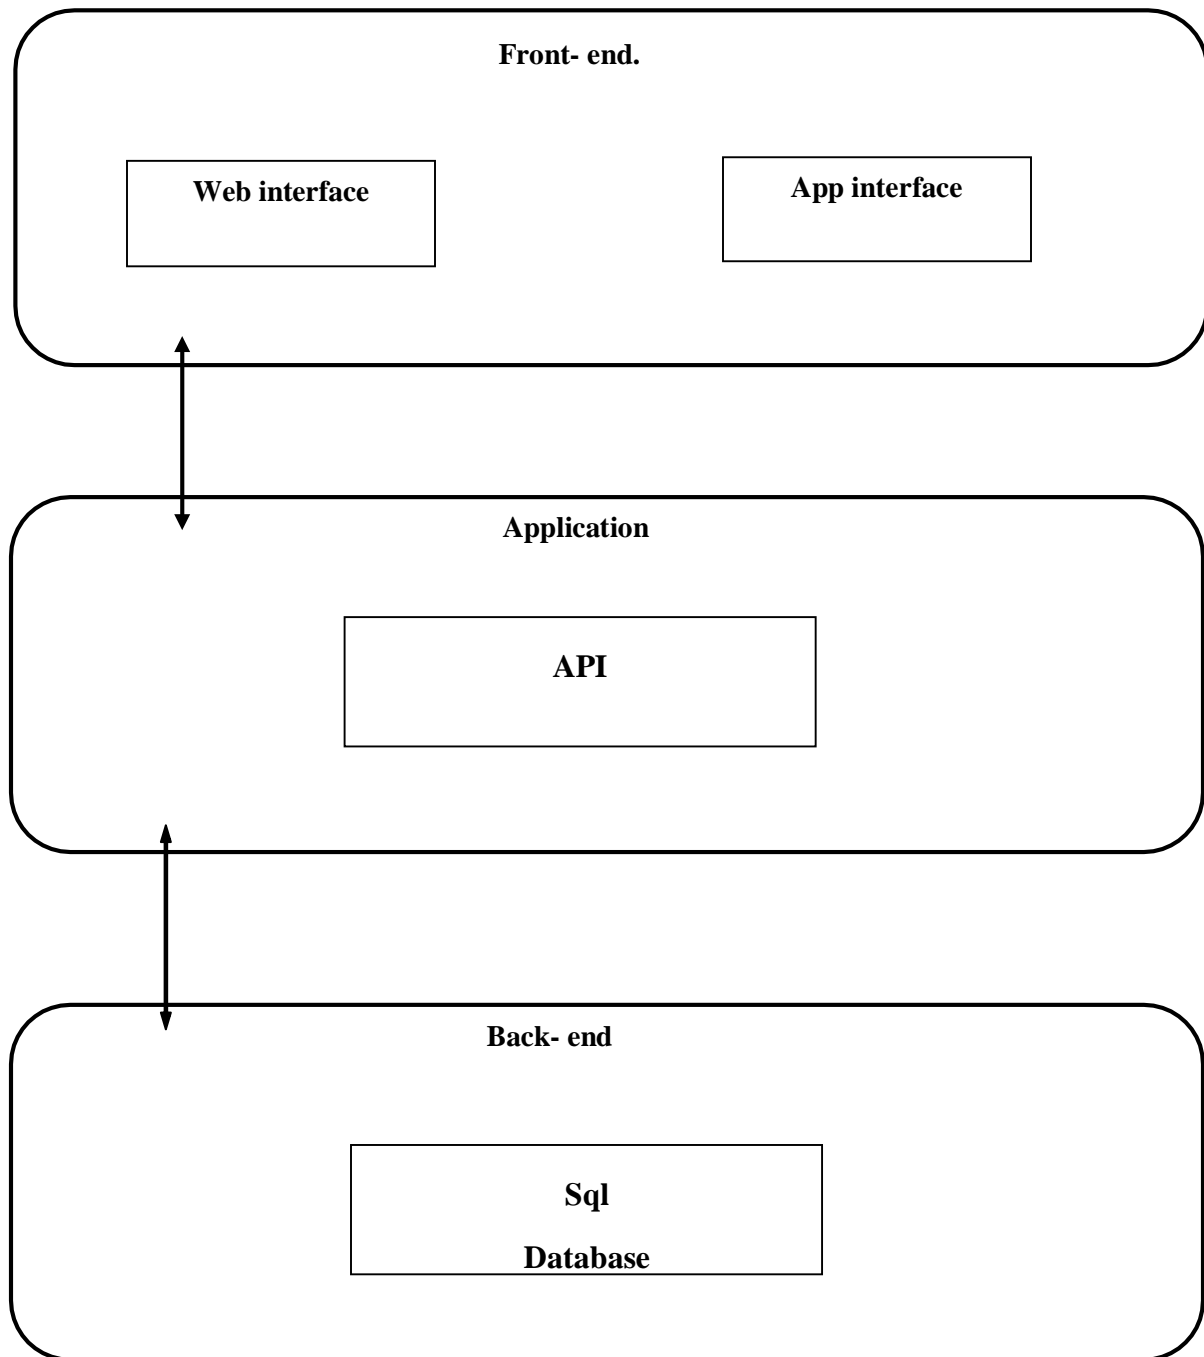 Front- end.
Web interface
App interface
Application
API
Back- end
Sql
Database